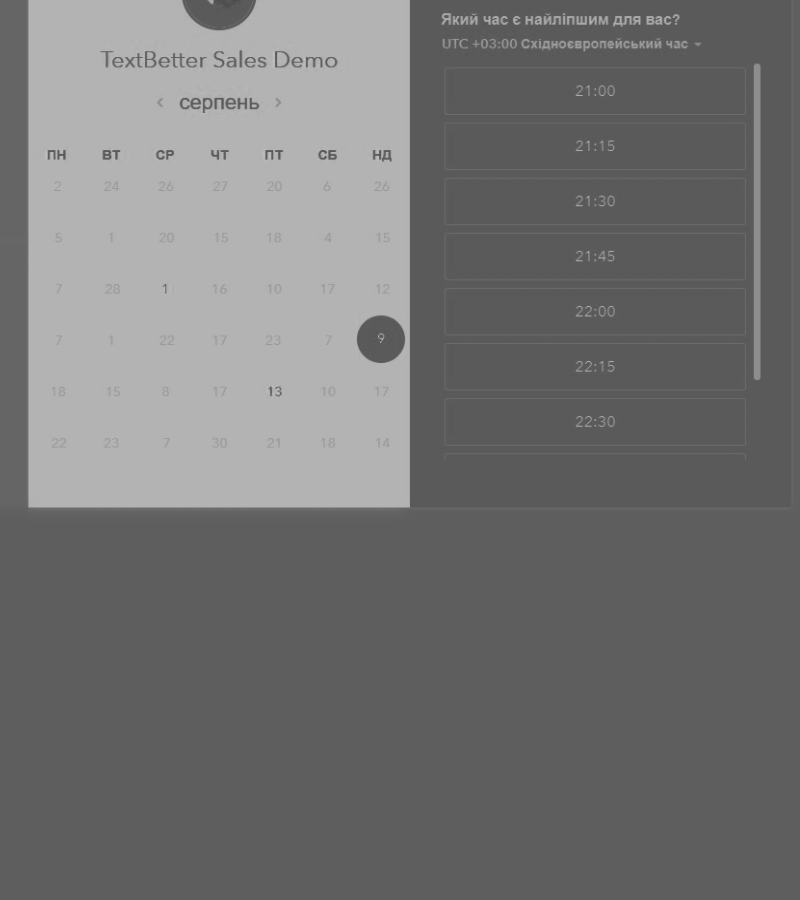 TextBetter Sales Demo
‹ серпень ›
ПН ВТ СР ЧТ ПТ СБ НД
2 24 26 27 20 6 26
5 1 20 15 18 4 15
7 28 1 16 10 17 12
7 1 22 17 23 7 9
18 15 8 17 13 10 17
22 23 7 30 21 18 14
Який час є найліпшим для вас?
UTC +03:00 Східноєвропейський час
21:00
21:15
21:30
21:45
22:00
22:15
22:30